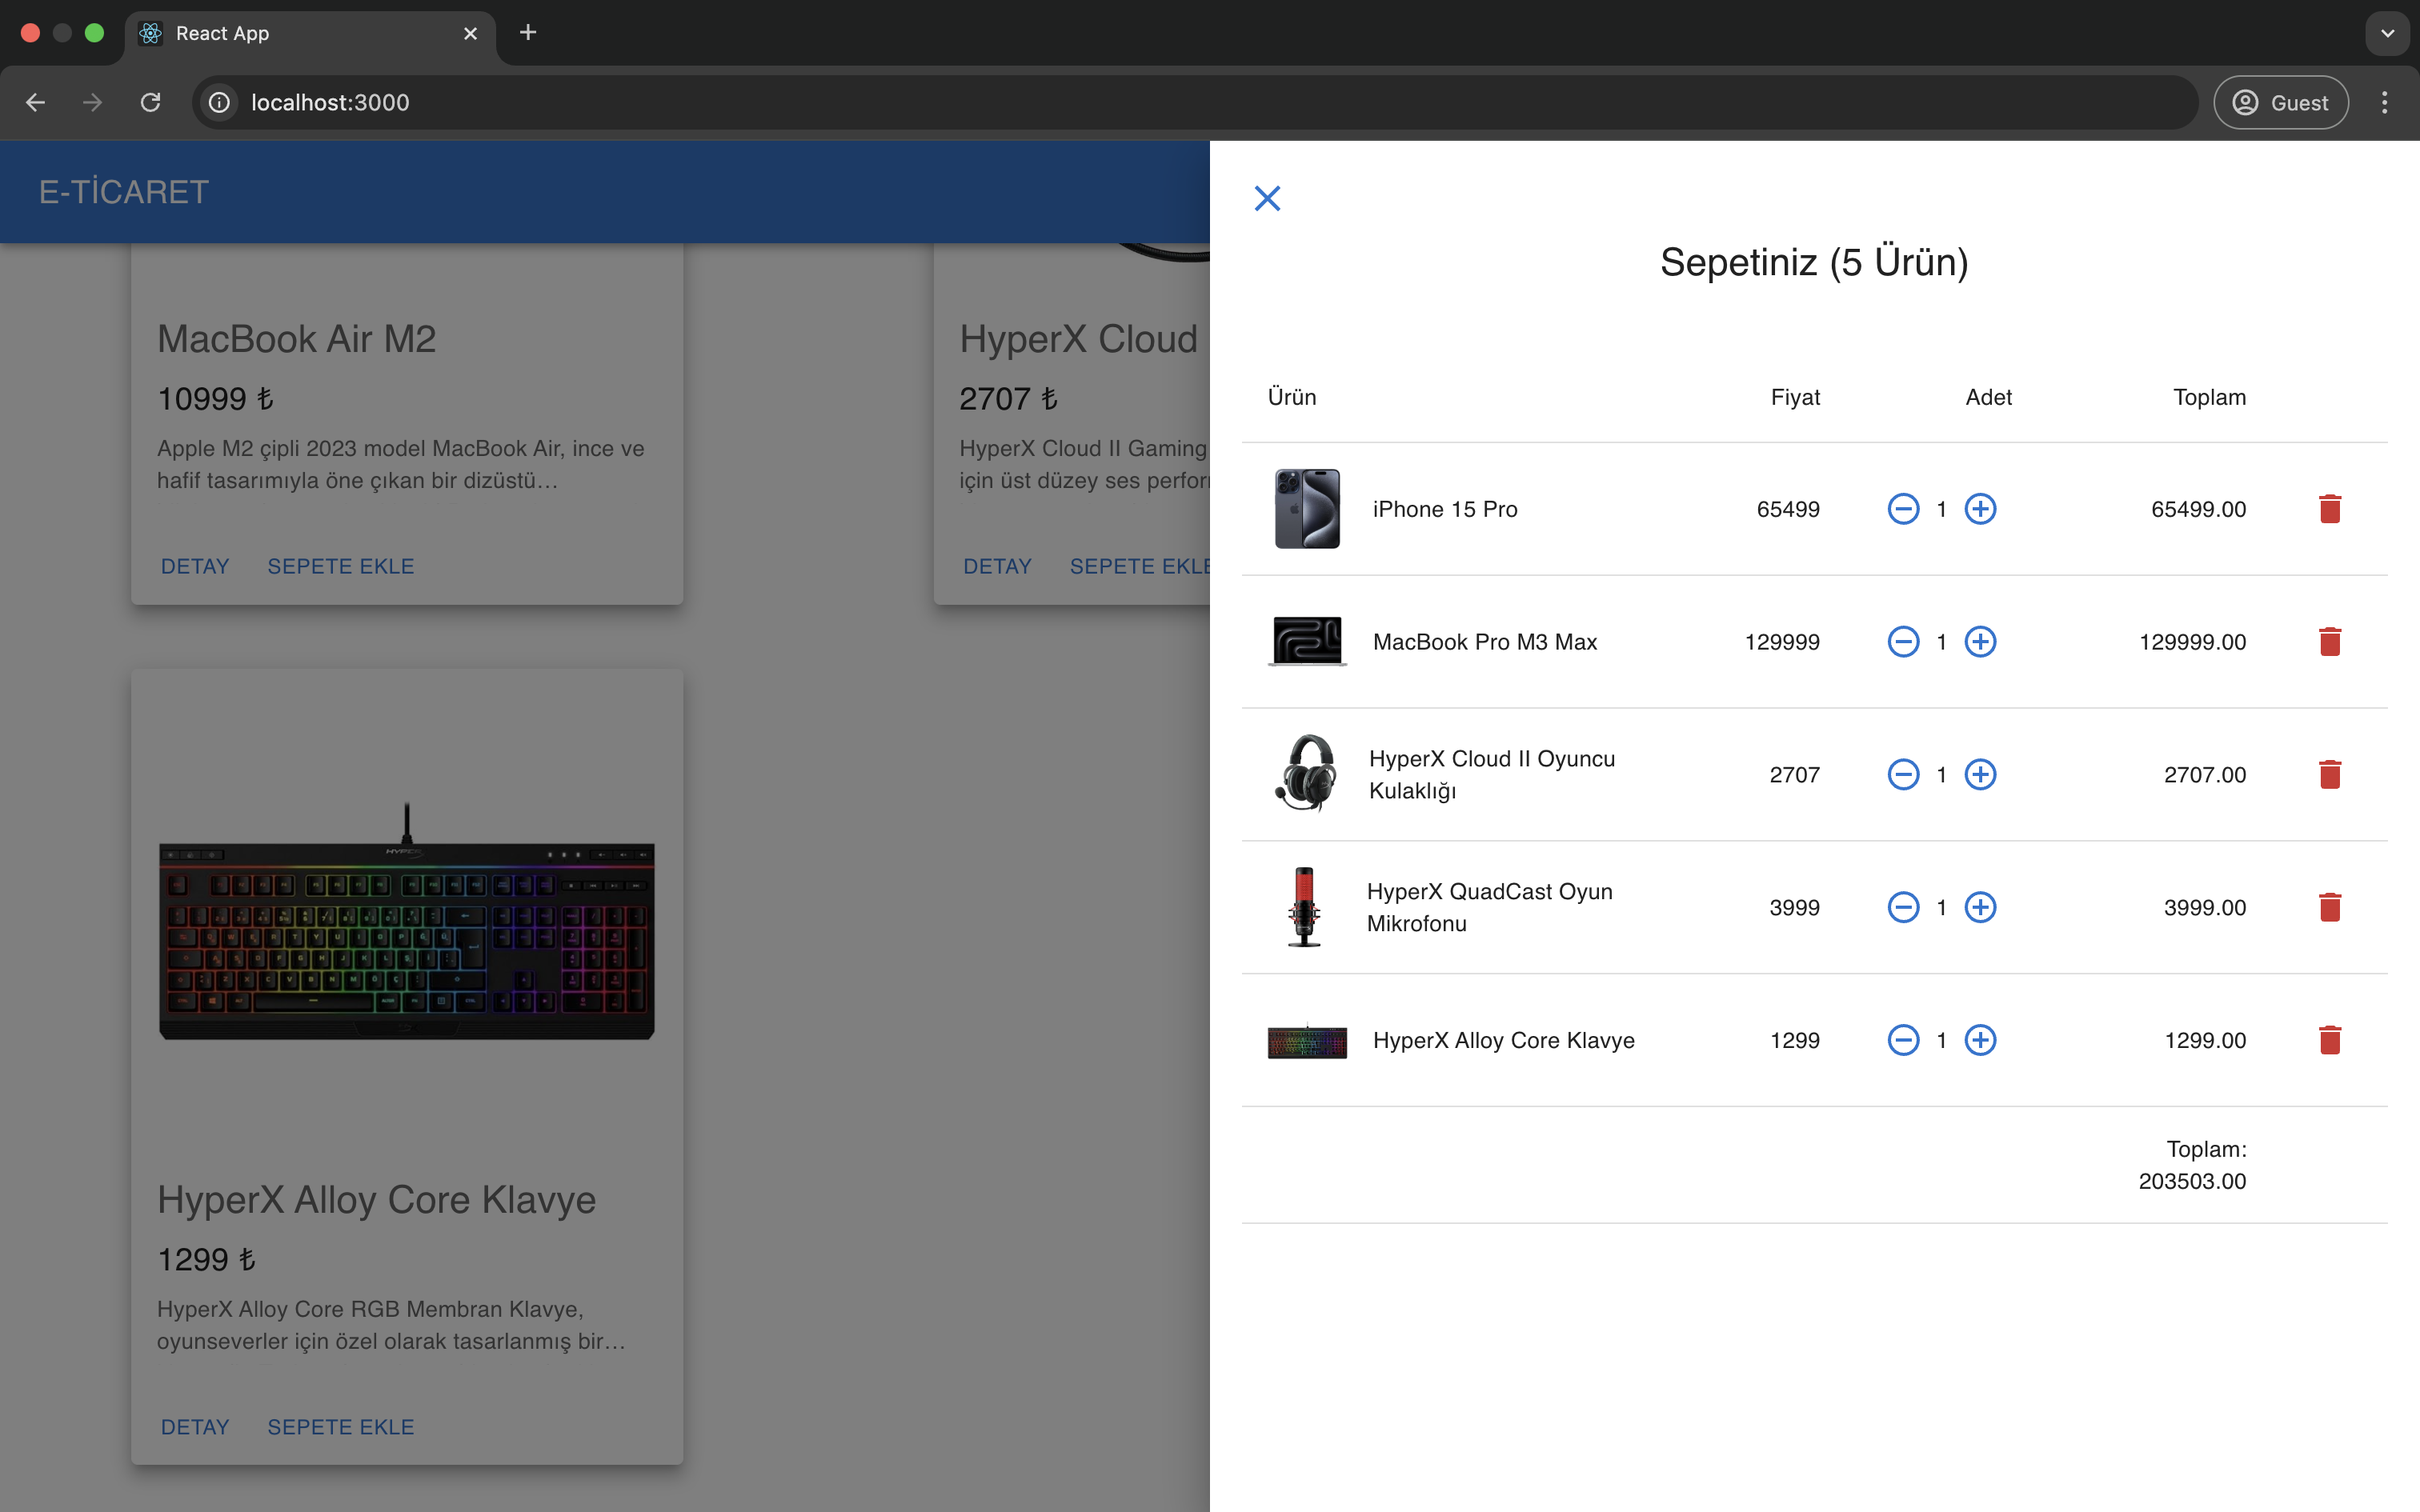 React App
localhost:3000
Guest
E-TİCARET
MacBook Air M2
10999 ₺
Apple M2 çipli 2023 model MacBook Air, ince ve
hafif tasarımıyla öne çıkan bir dizüstü…
DETAY SEPETE EKLE
HyperX Cloud
2707 ₺
HyperX Cloud II Gaming
için üst düzey ses
DETAY SEPETE EKLE
HYPERX
HyperX Alloy Core Klavye
1299 ₺
HyperX Alloy Core RGB Membran Klavye,
oyunseverler için özel olarak tasarlanmış bir…
DETAY SEPETE EKLE
Sepetiniz (5 Ürün)
Ürün Fiyat Adet Toplam
iPhone 15 Pro 65499 1 65499.00
MacBook Pro M3 Max 129999 1 129999.00
HyperX Cloud II Oyuncu
Kulaklığı 2707 1 2707.00
HyperX QuadCast Oyun
Mikrofonu 3999 1 3999.00
HyperX Alloy Core Klavye 1299 1 1299.00
Toplam:
203503.00